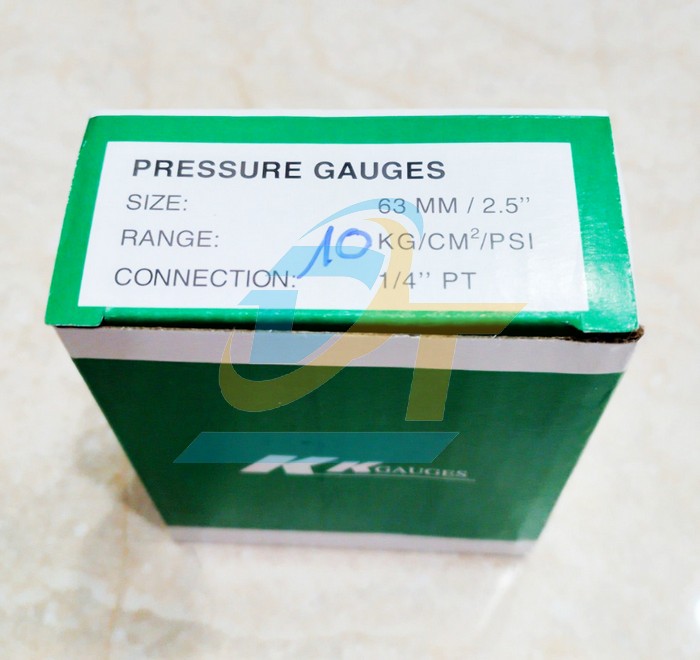 PRESSURE GAUGES
SIZE: 63 MM / 2.5"
RANGE: 10 KG/CM²/PSI
CONNECTION: 1/4" PT
KK GAUGES